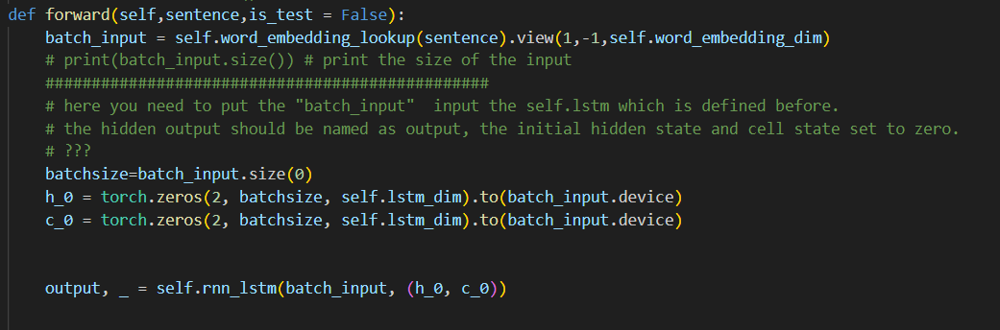 def forward(self,sentence,is_test = False):
batch_input = self.word_embedding_lookup(sentence).view(1,-1,self.word_embedding_dim)
# print(batch_input.size()) # print the size of the input
################################################
# here you need to put the "batch_input"  input the self.lstm which is defined before.
# the hidden output should be named as output, the initial hidden state and cell state set to zero.
# ???
batchsize=batch_input.size(0)
h_0 = torch.zeros(2, batchsize, self.lstm_dim).to(batch_input.device)
c_0 = torch.zeros(2, batchsize, self.lstm_dim).to(batch_input.device)
output, _ = self.rnn_lstm(batch_input, (h_0, c_0))